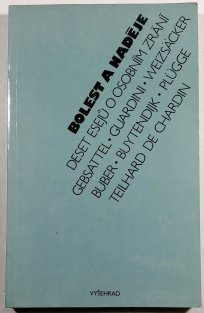 BOLEST A NADĚJE
DESET ESEJŮ O OSOBNÍM ZRÁNÍ
GEBSATTEL • GUARDINI • WEIZSÄCKER
BUBER • BUYTENDIJK • PLÜGGE
TEILHARD DE CHARDIN
VYŠEHRAD